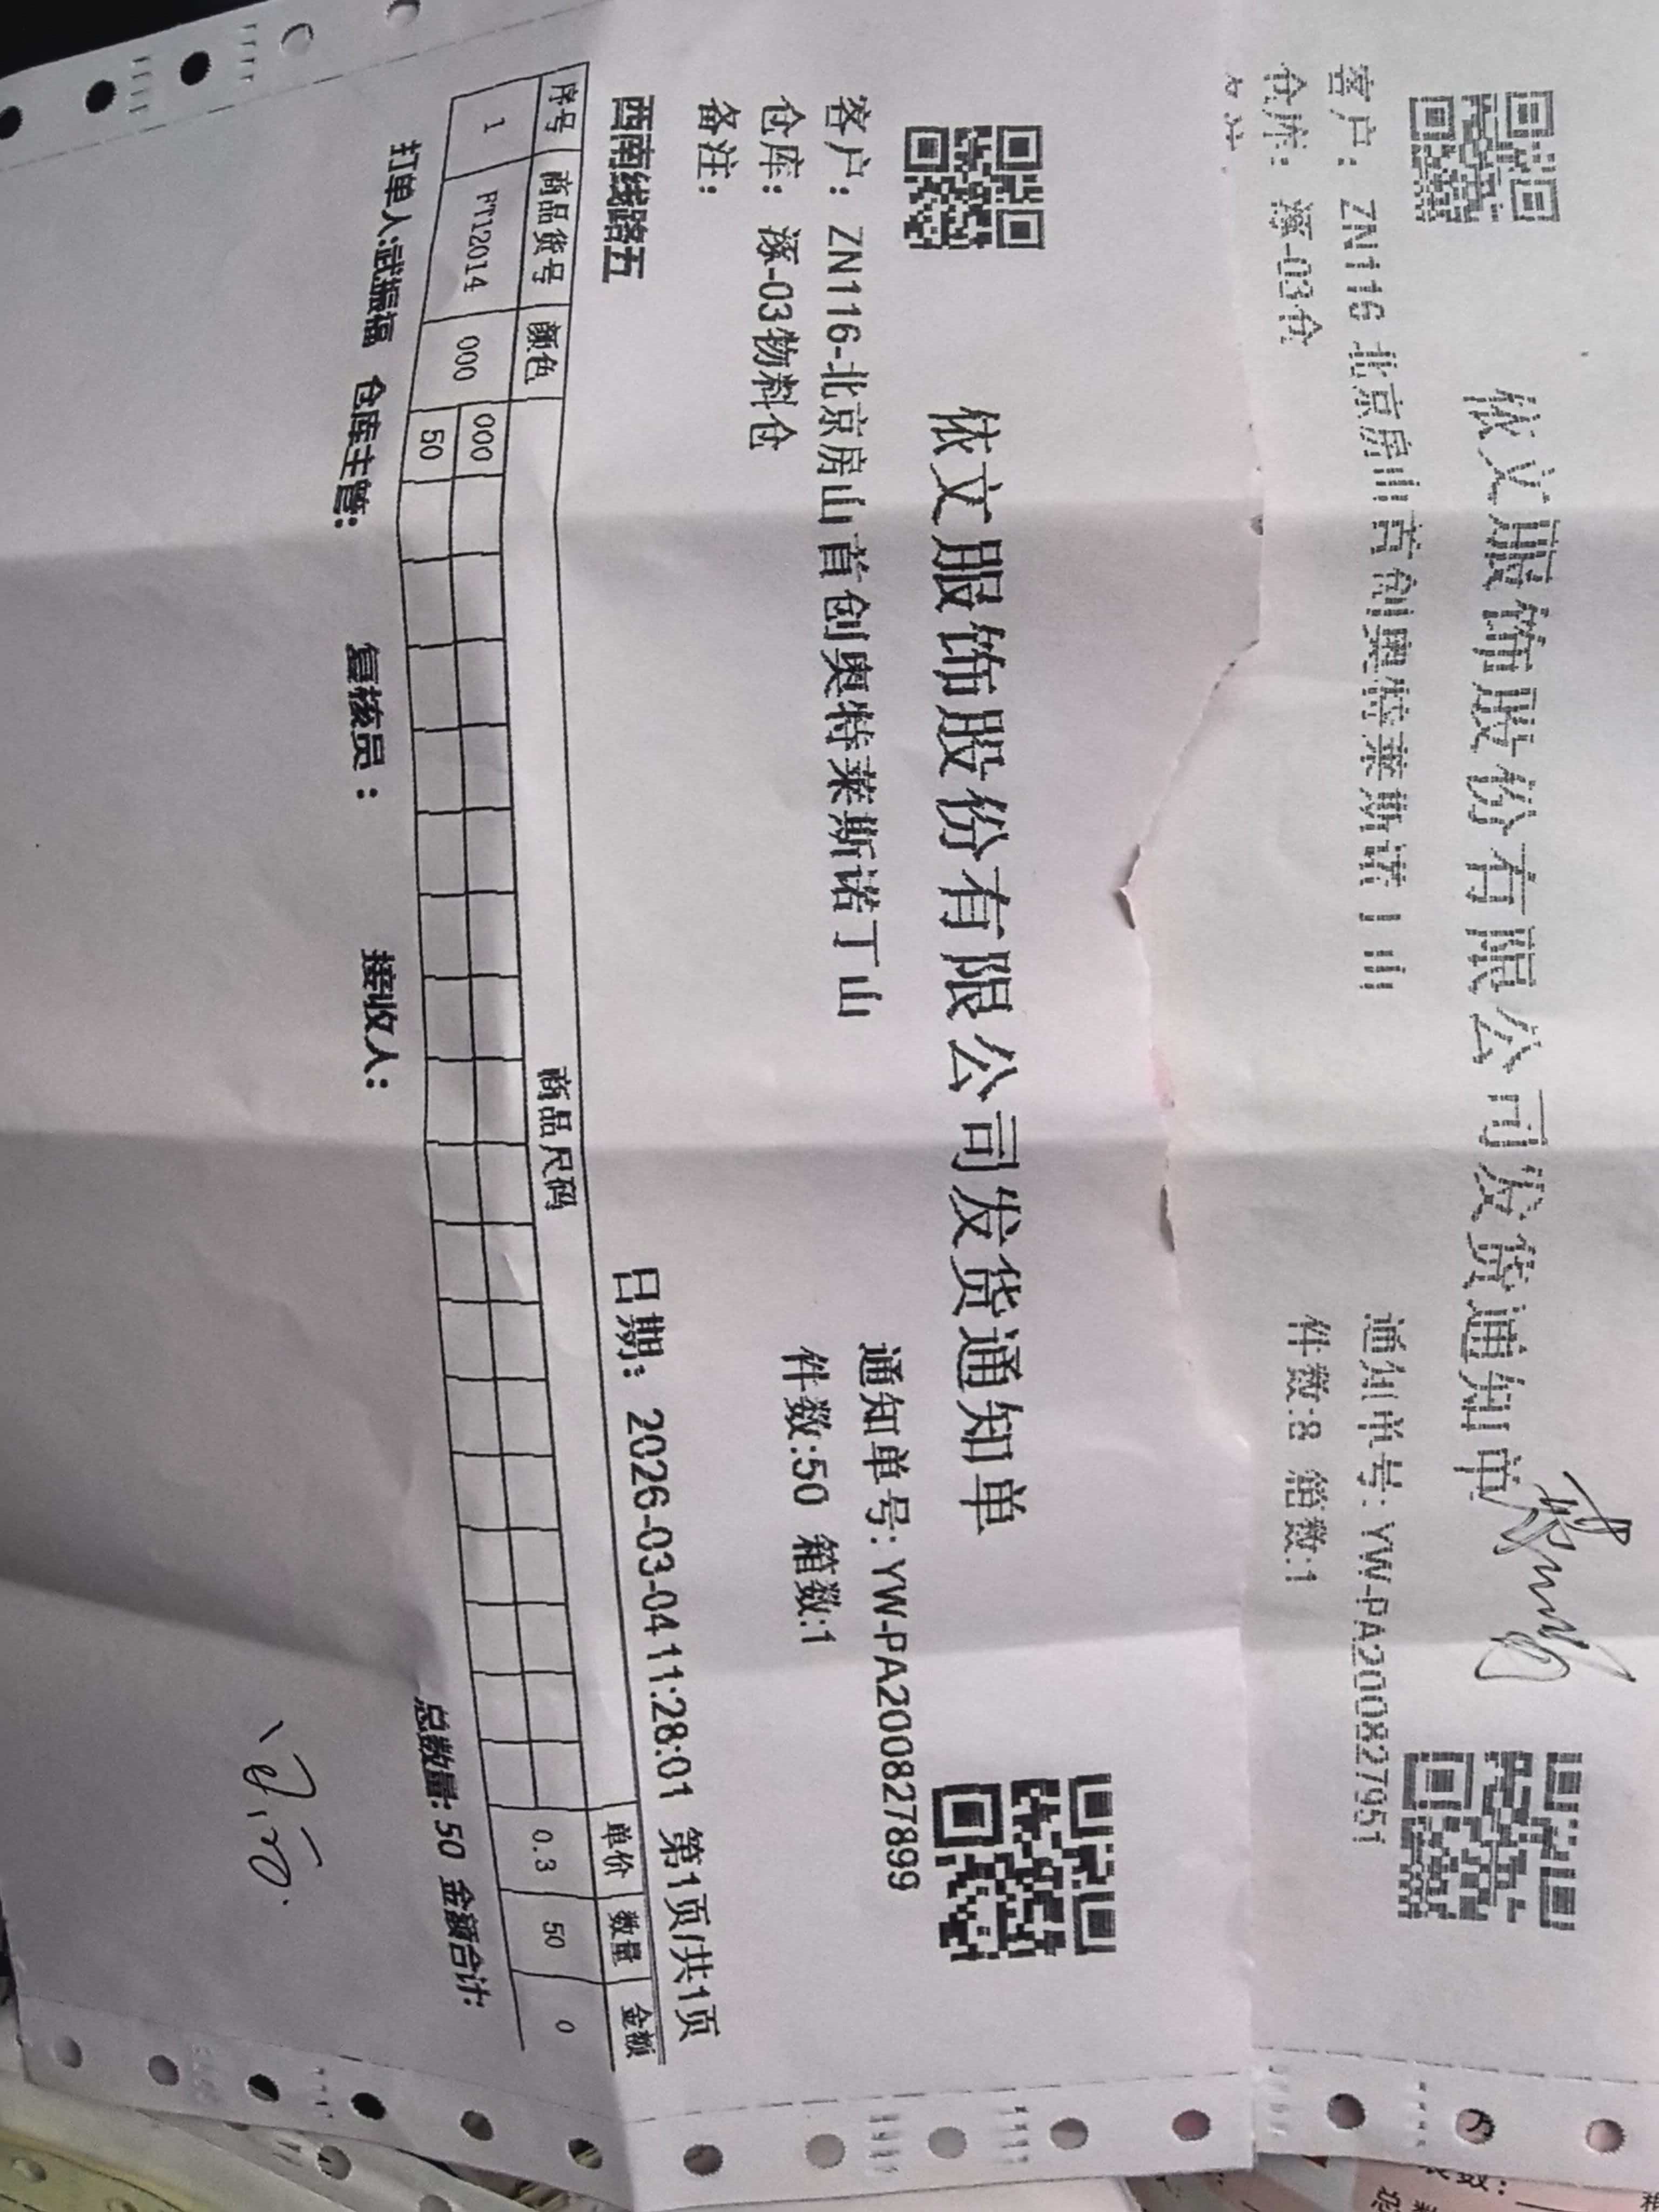 依文服饰股份有限公司发货通知单
客户：ZN116-北京房山首创奥特莱斯诺丁山
通知单号：YW-PA200827951
仓库：涿-03仓
件数:8 箱数:1
依文服饰股份有限公司发货通知单
客户：ZN116-北京房山首创奥特莱斯诺丁山
通知单号：YW-PA200827899
仓库：涿-03物料仓
件数:50 箱数:1
备注：
西南线路五
日期：2026-03-04 11:28:01 第1页/共1页
序号 商品货号 颜色 商品尺码 单价 数量 金额
1 FT12014 000 000 0.3 50 0
50
总数量：50 金额合计:
打单人:武振福 仓库主管： 复核员： 接收人：